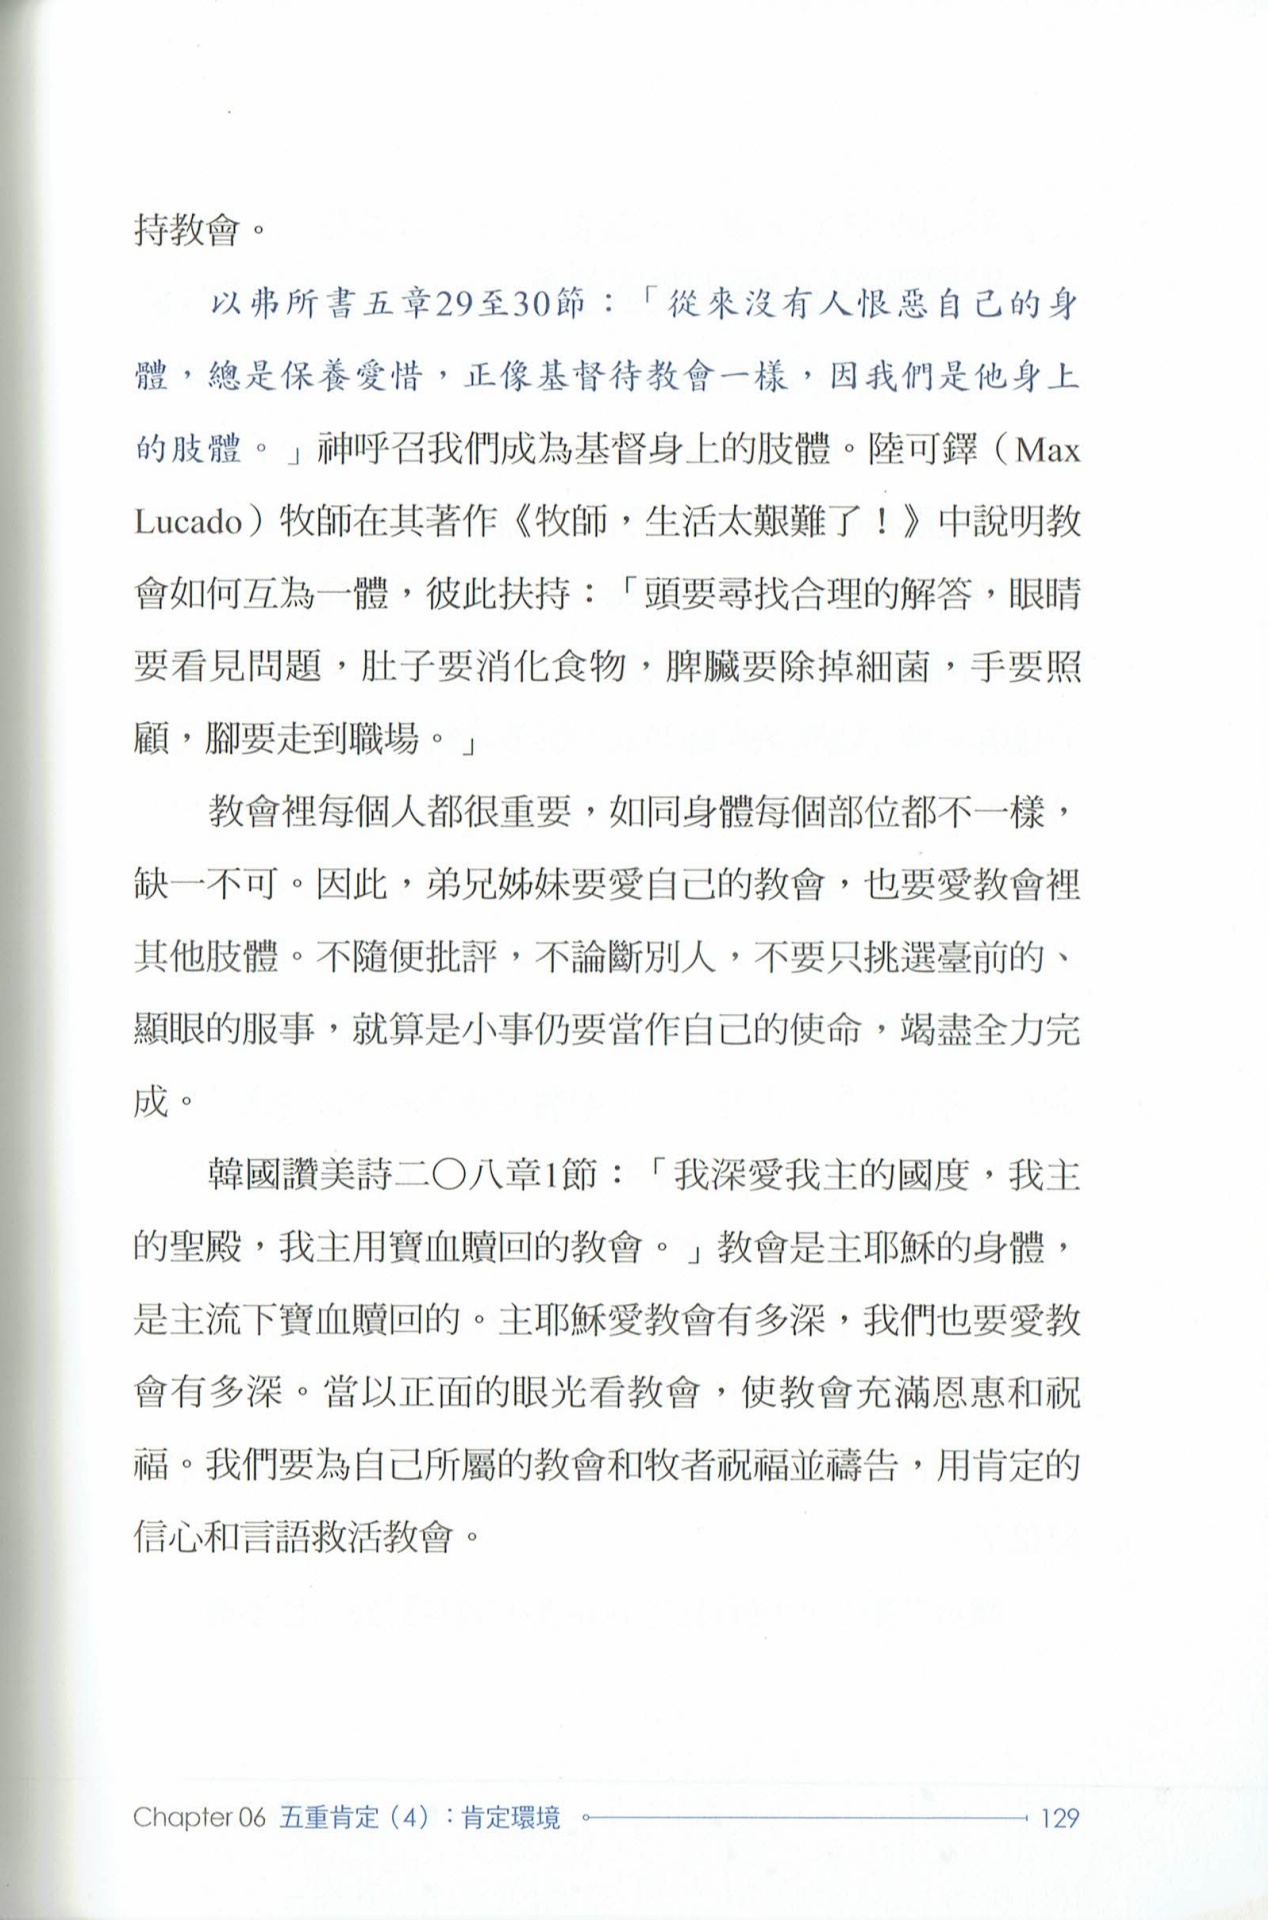 持教會。
以弗所書五章29至30節：「從來沒有人恨惡自己的身
體，總是保養愛惜，正像基督待教會一樣，因我們是他身上
的肢體。」神呼召我們成為基督身上的肢體。陸可鐸（Max
Lucado）牧師在其著作《牧師，生活太艱難了！》中說明教
會如何互為一體，彼此扶持：「頭要尋找合理的解答，眼睛
要看見問題，肚子要消化食物，脾臟要除掉細菌，手要照
顧，腳要走到職場。」
教會裡每個人都很重要，如同身體每個部位都不一樣，
缺一不可。因此，弟兄姊妹要愛自己的教會，也要愛教會裡
其他肢體。不隨便批評，不論斷別人，不要只挑選臺前的、
顯眼的服事，就算是小事仍要當作自己的使命，竭盡全力完
成。
韓國讚美詩二〇八章1節：「我深愛我主的國度，我主
的聖殿，我主用寶血贖回的教會。」教會是主耶穌的身體，
是主流下寶血贖回的。主耶穌愛教會有多深，我們也要愛教
會有多深。當以正面的眼光看教會，使教會充滿恩惠和祝
福。我們要為自己所屬的教會和牧者祝福並禱告，用肯定的
信心和言語救活教會。
Chapter 06 五重肯定（4）：肯定環境 129